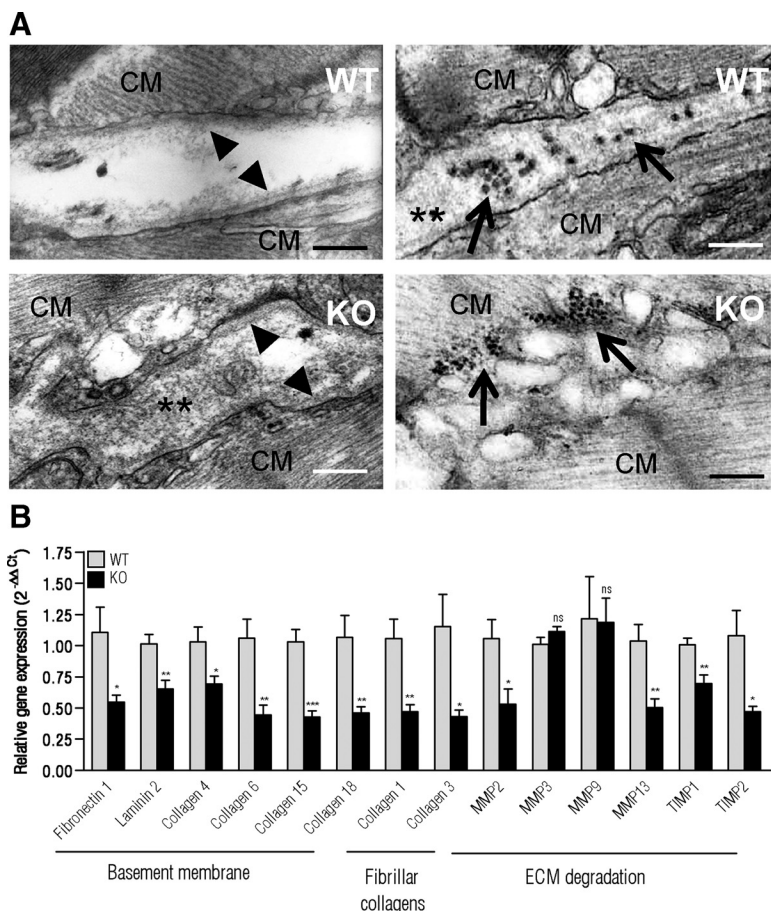 A
CM
WT
CM
CM
WT
**
CM
CM
KO
**
CM
CM
KO
CM
B
Relative gene expression (2-ΔΔCt)
1.75
1.50
1.25
1.00
0.75
0.50
0.25
0.00
WT
KO
*
**
*
**
***
**
**
*
*
ns
ns
**
**
*
Fibronectin 1
Laminin 2
Collagen 4
Collagen 6
Collagen 15
Collagen 18
Collagen 1
Collagen 3
MMP2
MMP3
MMP9
MMP13
TIMP1
TIMP2
Basement membrane
Fibrillar
collagens
ECM degradation